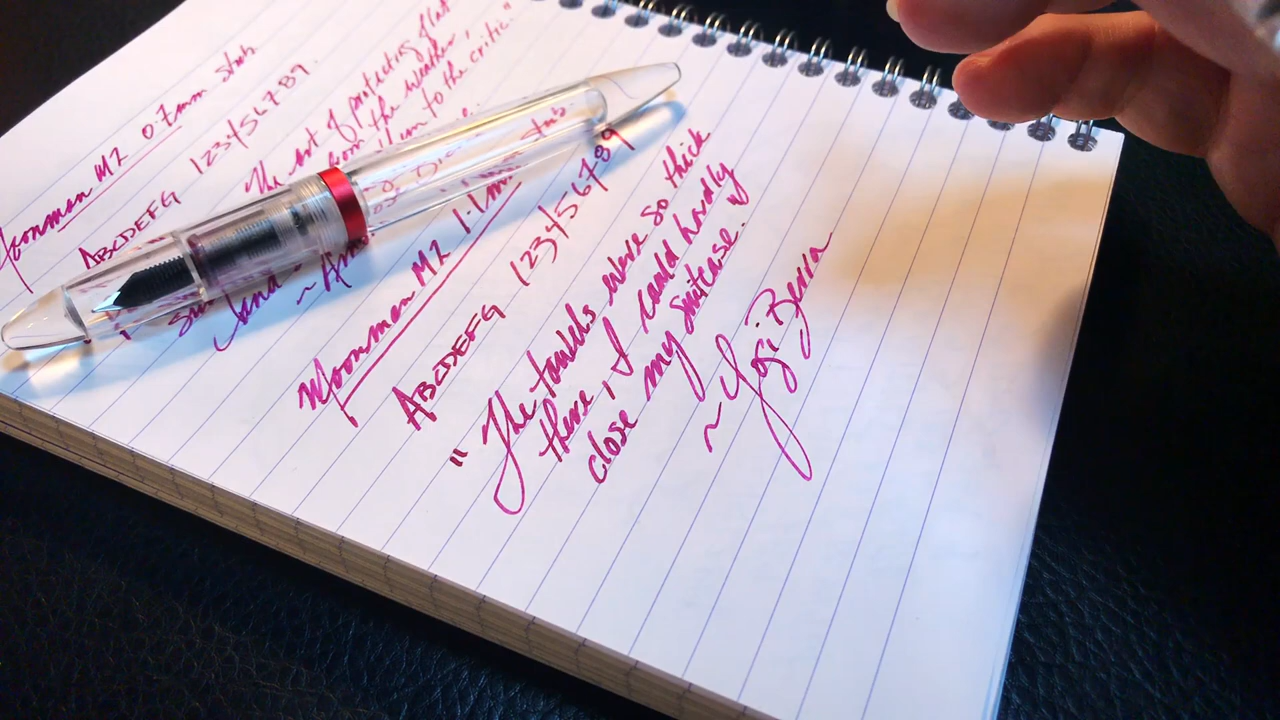 Moonman M2 0.7mm stub
ABCDEFG 123456789.
The art of protecting flat
from the weather,
to the critic."
Moonman M2 1.1mm stub
ABCDEFG 123456789
"The towels were so thick
there, I could hardly
close my suitcase."
~ Yogi Berra